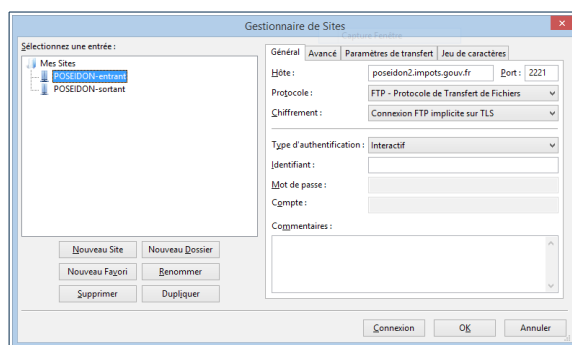 Gestionnaire de Sites
Capture Fenêtre
Sélectionnez une entrée :
Mes Sites
POSEIDON-entrant
POSEIDON-sortant
Nouveau Site
Nouveau Dossier
Nouveau Favori
Renommer
Supprimer
Dupliquer
Général
Avancé
Paramètres de transfert
Jeu de caractères
Hôte :
poseidon2.impots.gouv.fr
Port :
2221
Protocole :
FTP - Protocole de Transfert de Fichiers
Chiffrement :
Connexion FTP implicite sur TLS
Type d'authentification :
Interactif
Identifiant :
Mot de passe :
Compte :
Commentaires :
Connexion
OK
Annuler